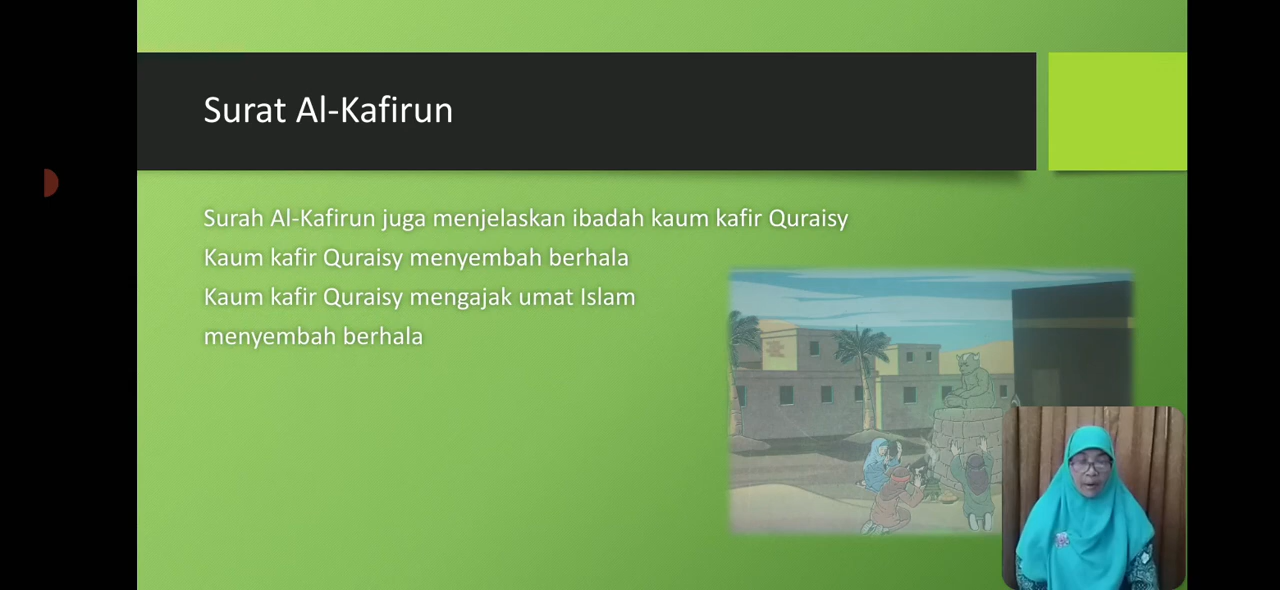 Surat Al-Kafirun
Surah Al-Kafirun juga menjelaskan ibadah kaum kafir Quraisy
Kaum kafir Quraisy menyembah berhala
Kaum kafir Quraisy mengajak umat Islam
menyembah berhala